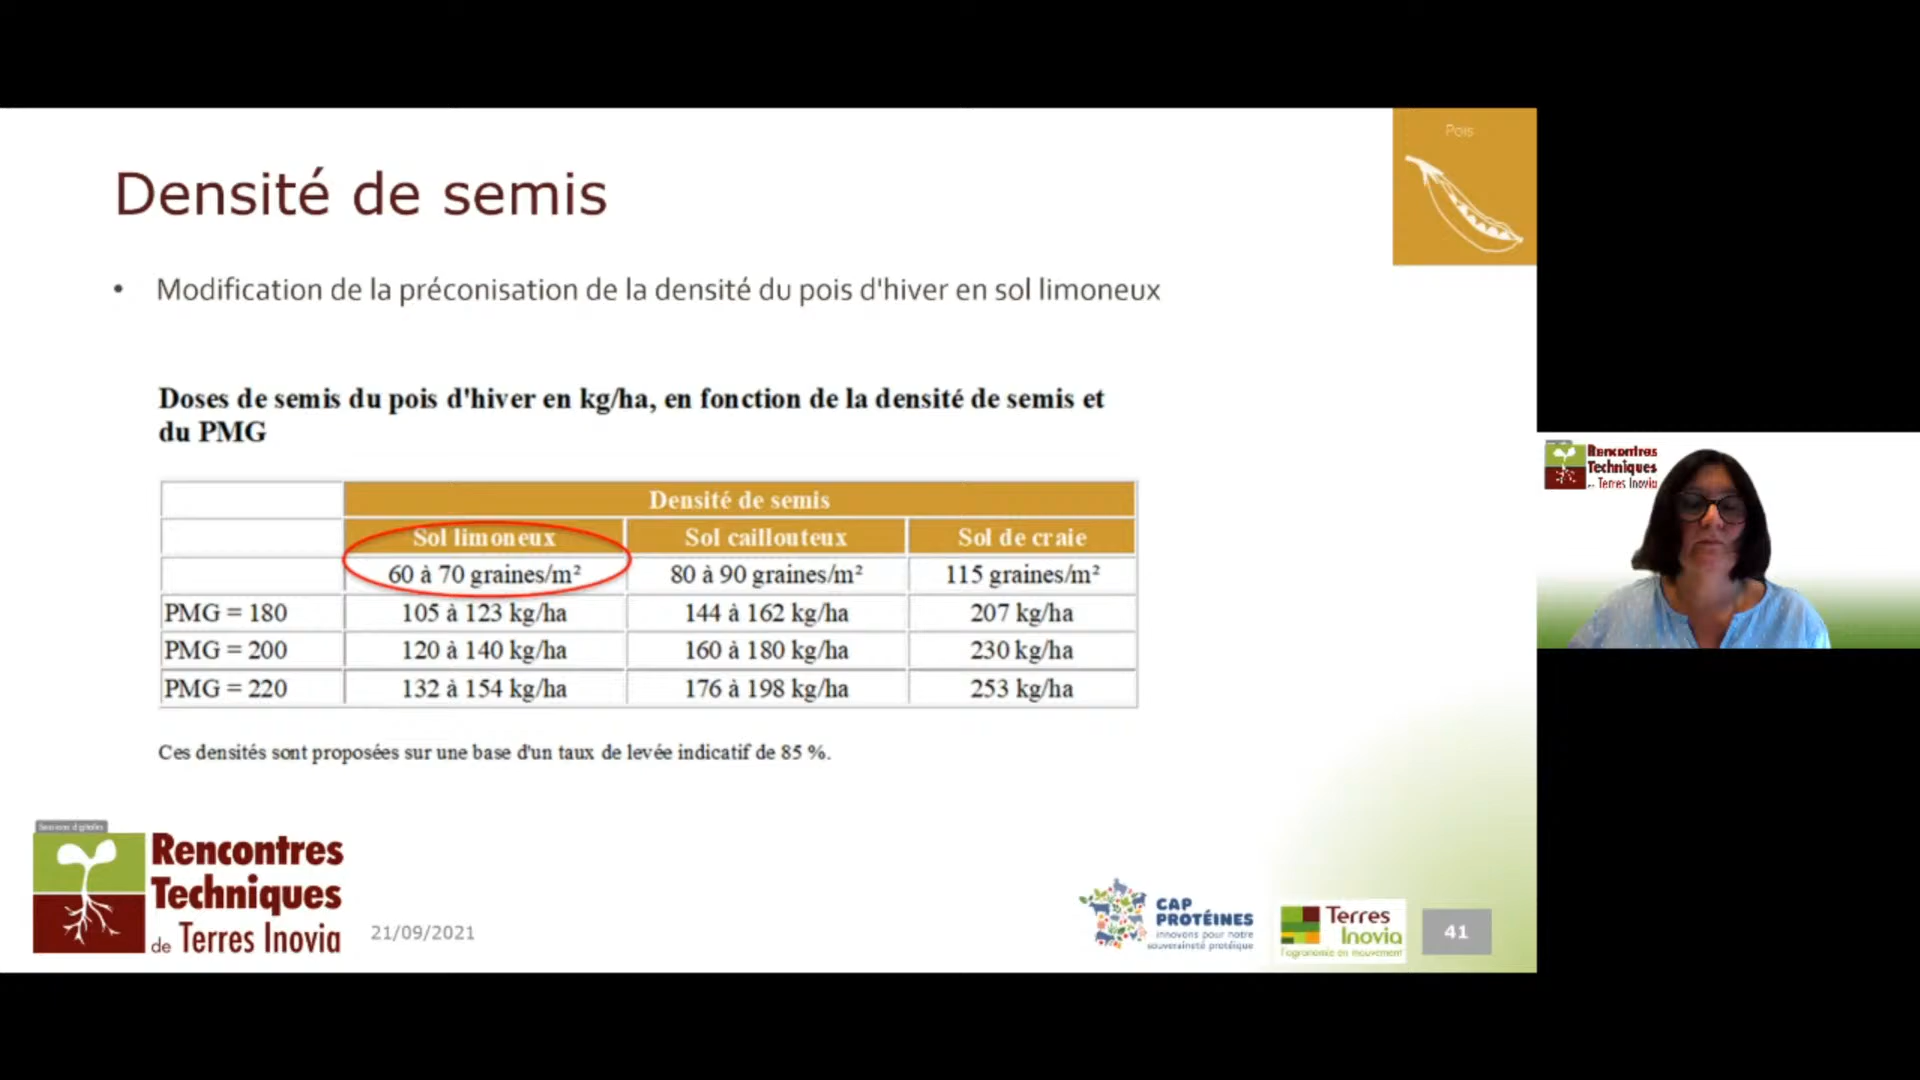 Pois
Densité de semis
• Modification de la préconisation de la densité du pois d'hiver en sol limoneux
Doses de semis du pois d'hiver en kg/ha, en fonction de la densité de semis et
du PMG
Densité de semis
Sol limoneux Sol caillouteux Sol de craie
60 à 70 graines/m² 80 à 90 graines/m² 115 graines/m²
PMG = 180 105 à 123 kg/ha 144 à 162 kg/ha 207 kg/ha
PMG = 200 120 à 140 kg/ha 160 à 180 kg/ha 230 kg/ha
PMG = 220 132 à 154 kg/ha 176 à 198 kg/ha 253 kg/ha
Ces densités sont proposées sur une base d'un taux de levée indicatif de 85 %.
Sessions digitales
Rencontres
Techniques
de Terres Inovia
21/09/2021
CAP
PROTÉINES
innovons pour notre
souveraineté protéique
Terres
Inovia
l'agronomie en mouvement
41
Rencontres
Techniques
de Terres Inovia